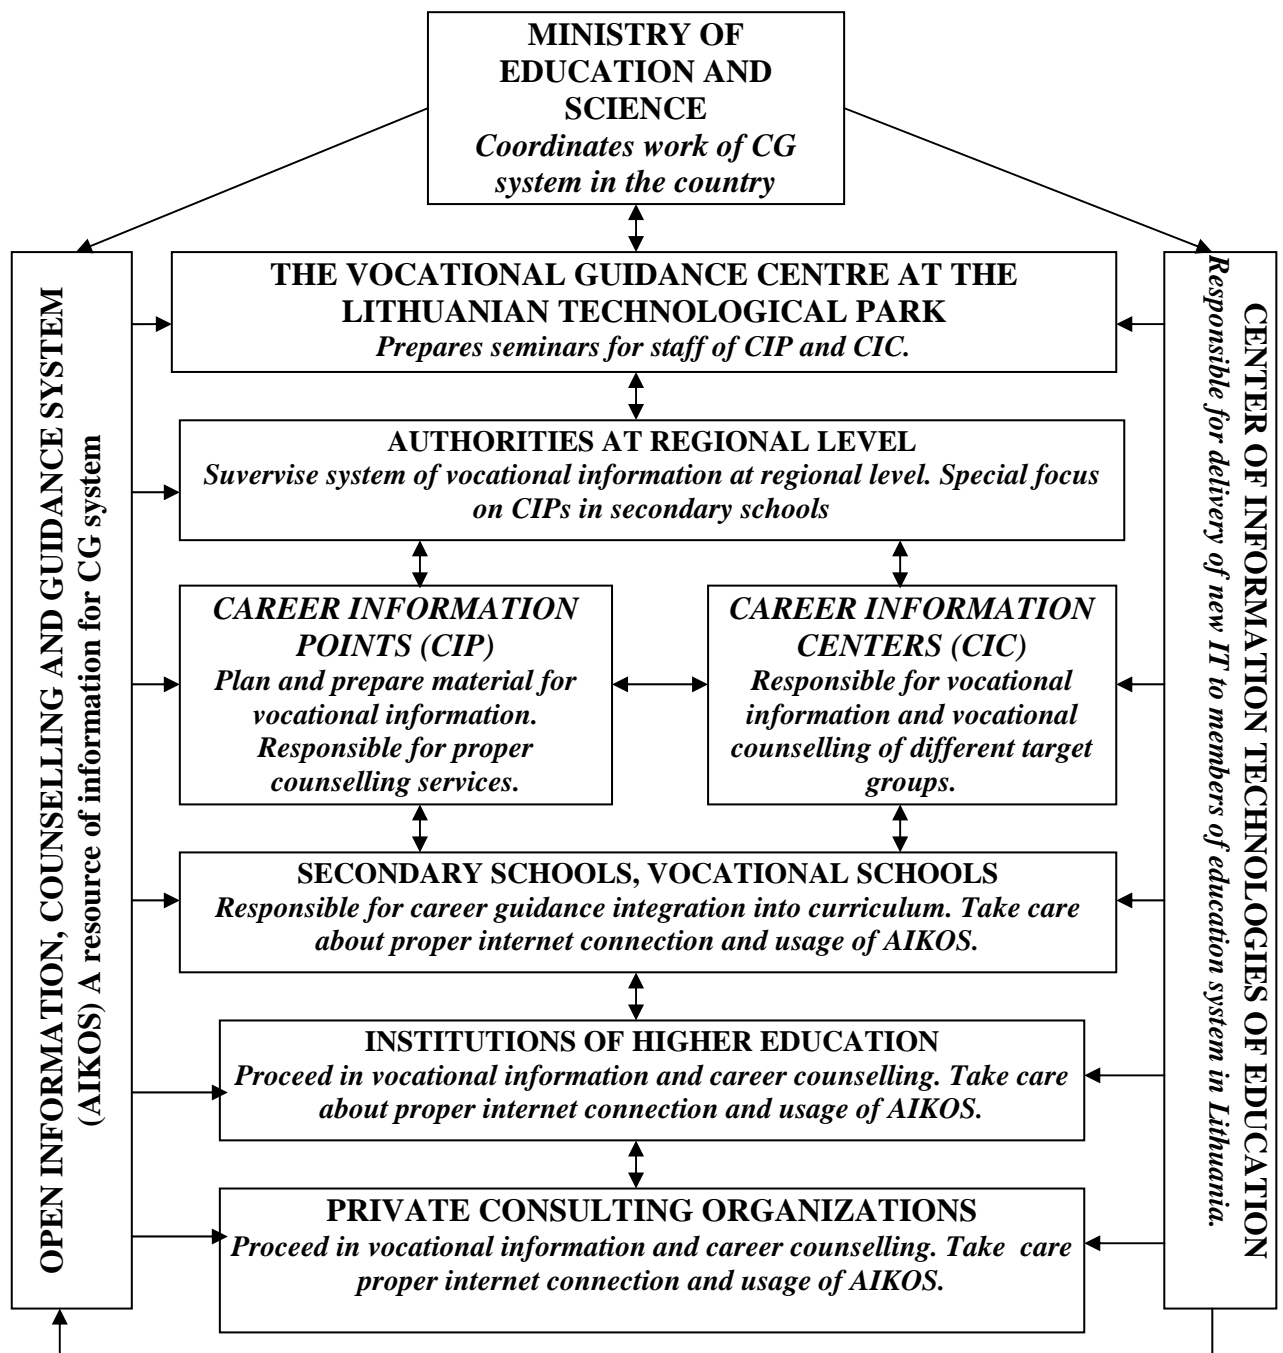 MINISTRY OF
EDUCATION AND
SCIENCE
Coordinates work of CG
system in the country
OPEN INFORMATION, COUNSELLING AND GUIDANCE SYSTEM
(AIKOS) A resource of information for CG system
THE VOCATIONAL GUIDANCE CENTRE AT THE
LITHUANIAN TECHNOLOGICAL PARK
Prepares seminars for staff of CIP and CIC.
AUTHORITIES AT REGIONAL LEVEL
Suvervise system of vocational information at regional level. Special focus
on CIPs in secondary schools
CAREER INFORMATION
POINTS (CIP)
Plan and prepare material for
vocational information.
Responsible for proper
counselling services.
CAREER INFORMATION
CENTERS (CIC)
Responsible for vocational
information and vocational
counselling of different target
groups.
SECONDARY SCHOOLS, VOCATIONAL SCHOOLS
Responsible for career guidance integration into curriculum. Take care
about proper internet connection and usage of AIKOS.
INSTITUTIONS OF HIGHER EDUCATION
Proceed in vocational information and career counselling. Take care
about proper internet connection and usage of AIKOS.
PRIVATE CONSULTING ORGANIZATIONS
Proceed in vocational information and career counselling. Take care
proper internet connection and usage of AIKOS.
CENTER OF INFORMATION TECHNOLOGIES OF EDUCATION
Responsible for delivery of new IT to members of education system in Lithuania.